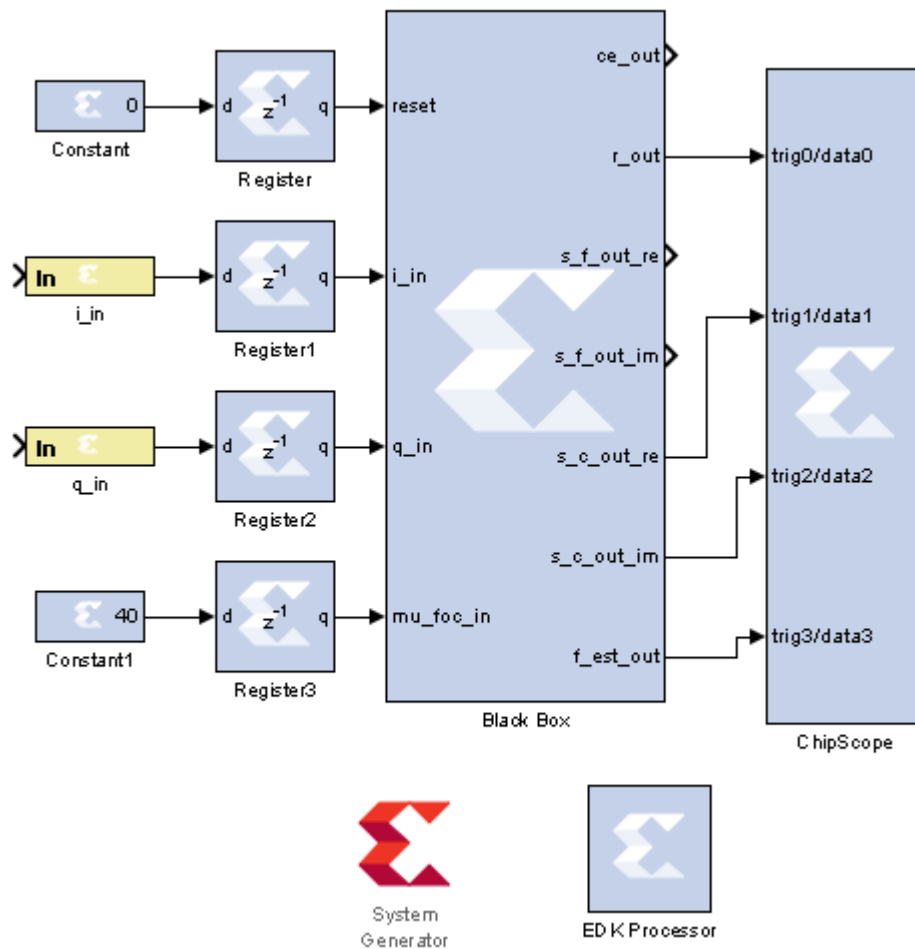 ce_out
0
d
z-1
q
reset
Constant
Register
r_out
trig0/data0
In
i_in
d
z-1
q
i_in
Register1
s_f_out_re
trig1/data1
s_f_out_im
In
q_in
d
z-1
q
q_in
Register2
s_c_out_re
trig2/data2
s_c_out_im
40
d
z-1
q
mu_foc_in
Constant1
Register3
f_est_out
trig3/data3
Black Box
ChipScope
System
Generator
EDK Processor